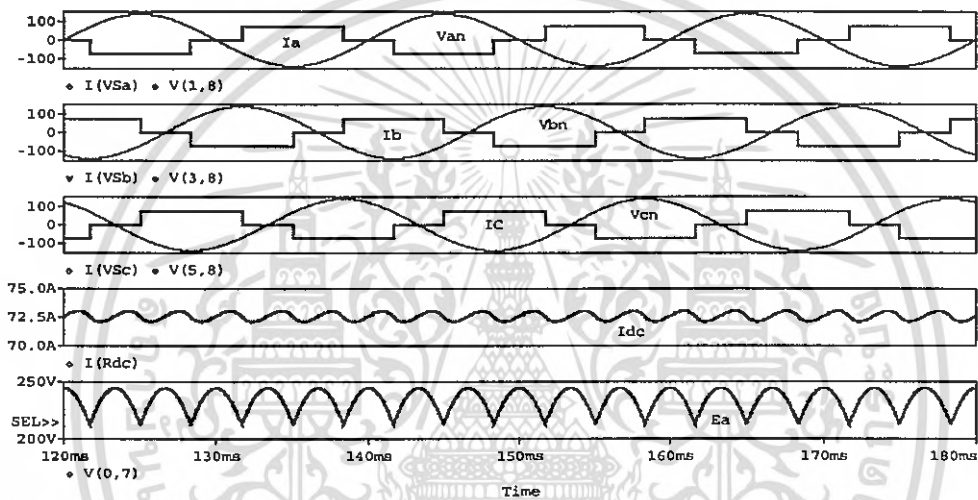 100
0
-100
Ia
Van
I(VSa) V(1,8)
100
0
-100
Ib
Vbn
I(VSb) V(3,8)
100
0
-100
IC
Vcn
I(VSc) V(5,8)
75.0A
72.5A
70.0A
Idc
I(Rdc)
250V
SEL>>
200V
Ea
120ms 130ms 140ms 150ms 160ms 170ms 180ms
V(0,7)
Time